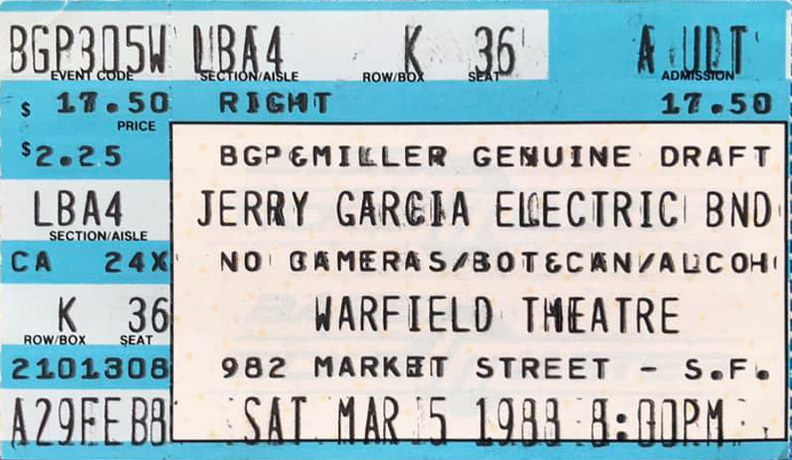 BGP305W LBA4 K 36 A UDT
EVENT CODE SECTION/AISLE ROW/BOX SEAT ADMISSION
$ 17.50 RIGHT 17.50
PRICE
$2.25 BGP&MILLER GENUINE DRAFT
LBA4 JERRY GARCIA ELECTRIC BND
SECTION/AISLE
CA 24X NO CAMERAS/BOT&CAN/ALCOH
K 36 WARFIELD THEATRE
ROW/BOX SEAT
2101308 982 MARKET STREET - S.F.
A29FEB8 SAT MAR 5 1988 8:00PM